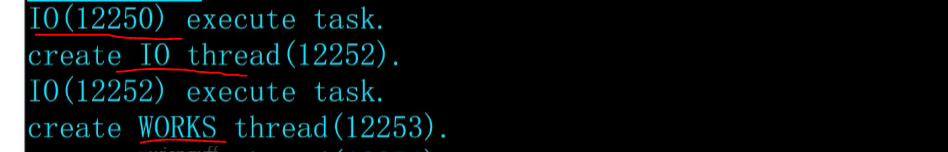 IO(12250) execute task.
create IO thread(12252).
IO(12252) execute task.
create WORKS thread(12253).